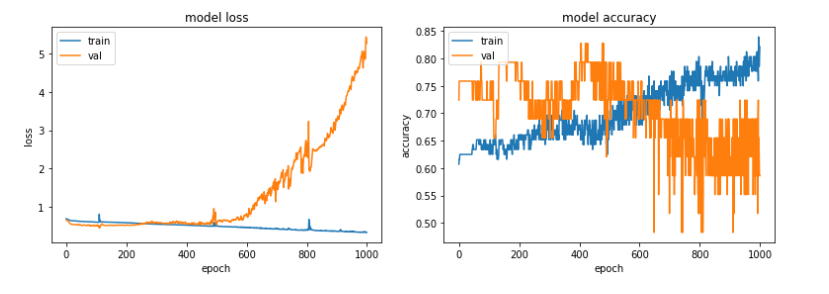 model loss
train
val
5
4
3
2
1
loss
0 200 400 600 800 1000
epoch
model accuracy
train
val
0.85
0.80
0.75
0.70
0.65
0.60
0.55
0.50
accuracy
0 200 400 600 800 1000
epoch